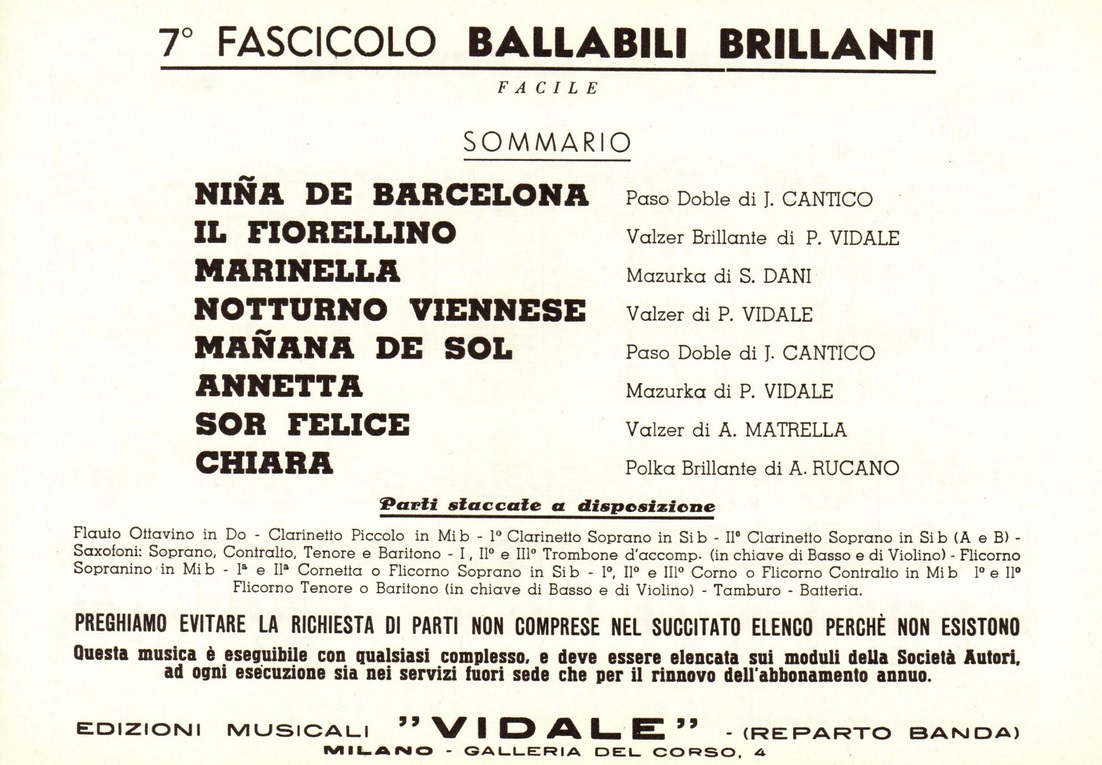 7° FASCICOLO BALLABILI BRILLANTI
FACILE
SOMMARIO
NIÑA DE BARCELONA Paso Doble di J. CANTICO
IL FIORELLINO Valzer Brillante di P. VIDALE
MARINELLA Mazurka di S. DANI
NOTTURNO VIENNESE Valzer di P. VIDALE
MAÑANA DE SOL Paso Doble di J. CANTICO
ANNETTA Mazurka di P. VIDALE
SOR FELICE Valzer di A. MATRELLA
CHIARA Polka Brillante di A. RUCANO
Parti staccate a disposizione
Flauto Ottavino in Do - Clarinetto Piccolo in Mib - I° Clarinetto Soprano in Sib - II° Clarinetto Soprano in Sib (A e B) -
Saxofoni: Soprano, Contralto, Tenore e Baritono - I, II° e III° Trombone d'accomp. (in chiave di Basso e di Violino) - Flicorno
Sopranino in Mib - Iª e IIª Cornetta o Flicorno Soprano in Sib - I°, II° e III° Corno o Flicorno Contralto in Mib I° e II°
Flicorno Tenore o Baritono (in chiave di Basso e di Violino) - Tamburo - Batteria.
PREGHIAMO EVITARE LA RICHIESTA DI PARTI NON COMPRESE NEL SUCCITATO ELENCO PERCHÈ NON ESISTONO
Questa musica è eseguibile con qualsiasi complesso, e deve essere elencata sui moduli della Società Autori,
ad ogni esecuzione sia nei servizi fuori sede che per il rinnovo dell'abbonamento annuo.
EDIZIONI MUSICALI "VIDALE" - (REPARTO BANDA)
MILANO - GALLERIA DEL CORSO, 4